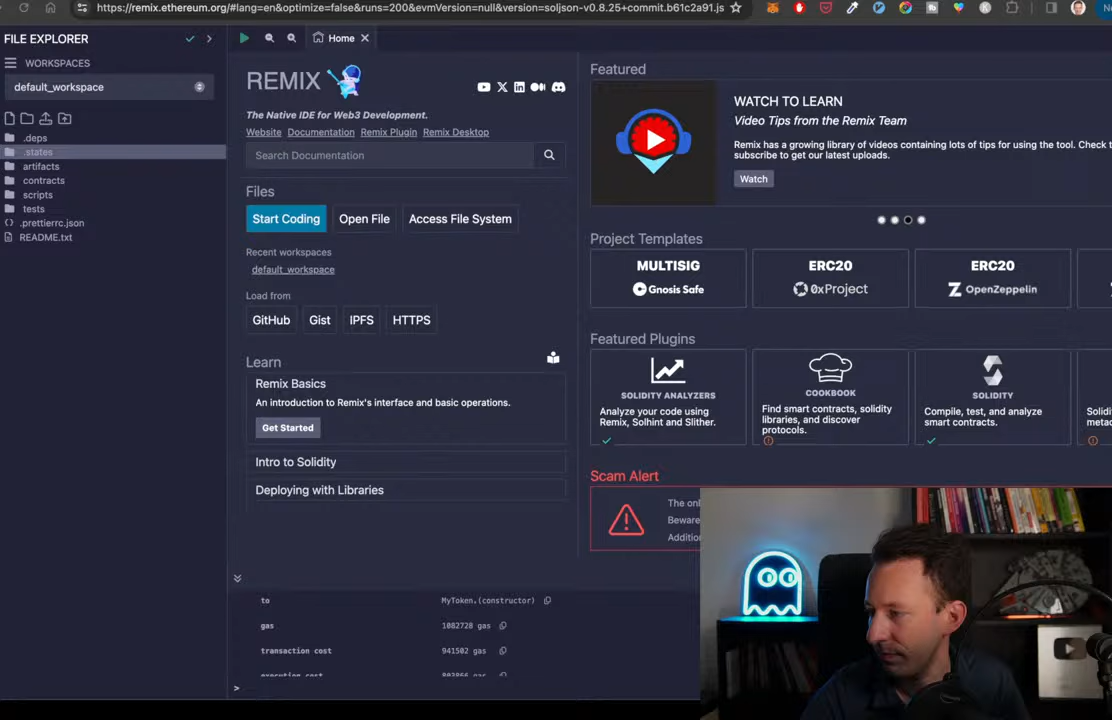 https://remix.ethereum.org/#lang=en&optimize=false&runs=200&evmVersion=null&version=soljson-v0.8.25+commit.b61c2a91.js
FILE EXPLORER
WORKSPACES
default_workspace
.deps
.states
artifacts
contracts
scripts
tests
.prettierrc.json
README.txt
Home
REMIX
The Native IDE for Web3 Development.
Website Documentation Remix Plugin Remix Desktop
Search Documentation
Files
Start Coding Open File Access File System
Recent workspaces
default_workspace
Load from
GitHub Gist IPFS HTTPS
Learn
Remix Basics
An introduction to Remix's interface and basic operations.
Get Started
Intro to Solidity
Deploying with Libraries
Featured
WATCH TO LEARN
Video Tips from the Remix Team
Remix has a growing library of videos containing lots of tips for using the tool. Check
subscribe to get our latest uploads.
Watch
Project Templates
MULTISIG
Gnosis Safe
ERC20
0xProject
ERC20
OpenZeppelin
Featured Plugins
SOLIDITY ANALYZERS
Analyze your code using
Remix, Solhint and Slither.
COOKBOOK
Find smart contracts, solidity
libraries, and discover
protocols.
SOLIDITY
Compile, test, and analyze
smart contracts.
Scam Alert
The
Beware
to MyToken.(constructor)
gas 1082728 gas
transaction cost 941502 gas
>